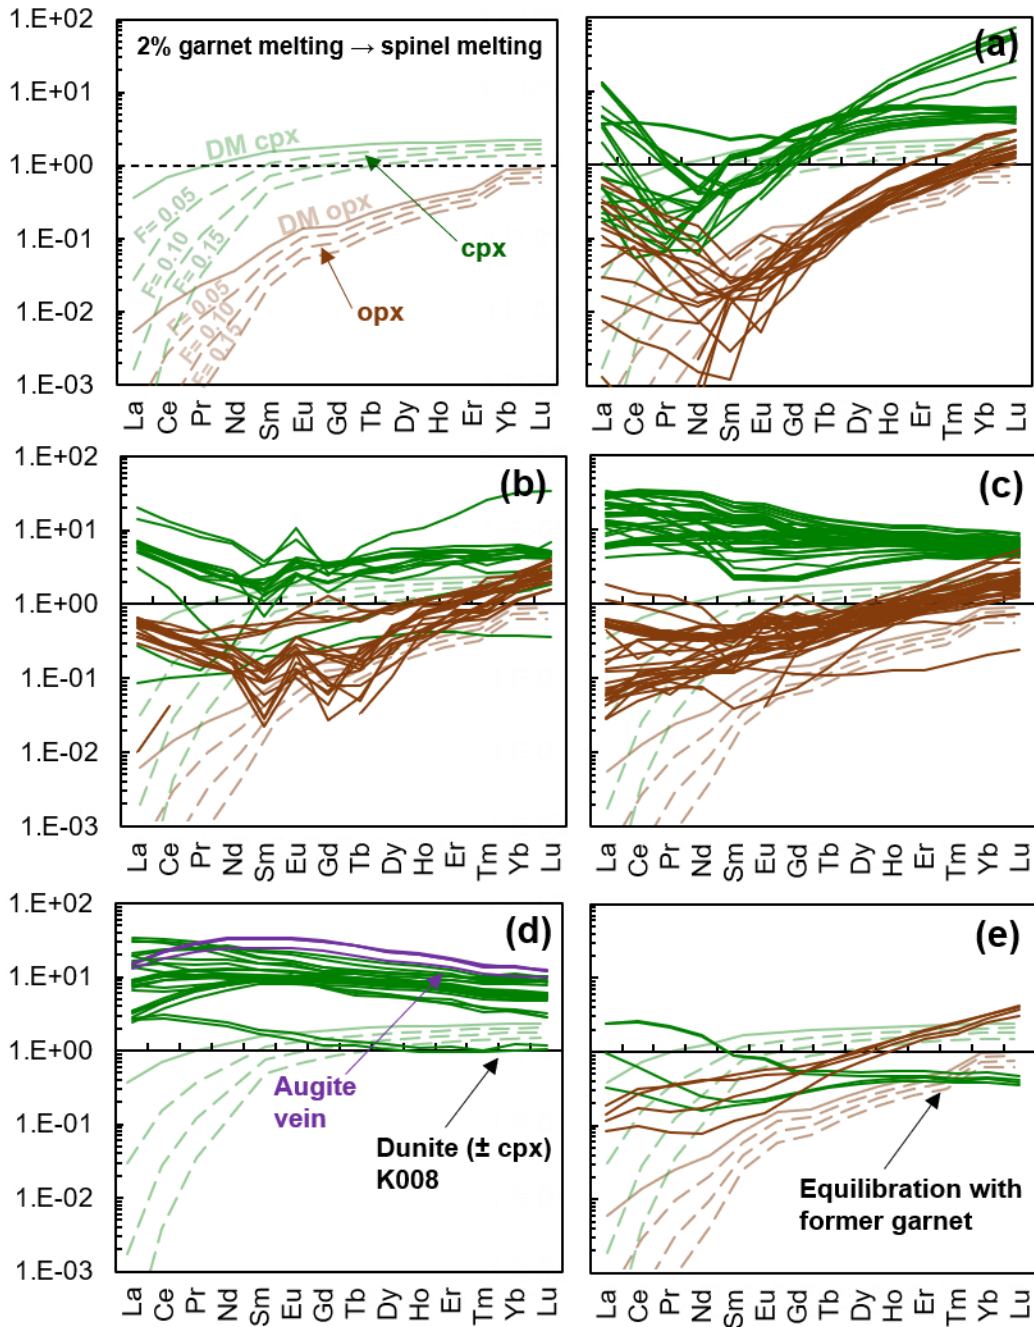 1.E+02
1.E+01
1.E+00
1.E-01
1.E-02
1.E-03
2% garnet melting → spinel melting
DM cpx
F= 0.05
F= 0.10
F= 0.15
DM opx
F= 0.05
F= 0.10
F= 0.15
cpx
opx
La Ce Pr Nd Sm Eu Gd Tb Dy Ho Er Yb Lu
(a)
La Ce Pr Nd Sm Eu Gd Tb Dy Ho Er Tm Yb Lu
1.E+02
1.E+01
1.E+00
1.E-01
1.E-02
1.E-03
(b)
La Ce Pr Nd Sm Eu Gd Tb Dy Ho Er Tm Yb Lu
(c)
La Ce Pr Nd Sm Eu Gd Tb Dy Ho Er Tm Yb Lu
1.E+02
1.E+01
1.E+00
1.E-01
1.E-02
1.E-03
(d)
Augite
vein
Dunite (± cpx)
K008
La Ce Pr Nd Sm Eu Gd Tb Dy Ho Er Tm Yb Lu
(e)
Equilibration with
former garnet
La Ce Pr Nd Sm Eu Gd Tb Dy Ho Er Tm Yb Lu